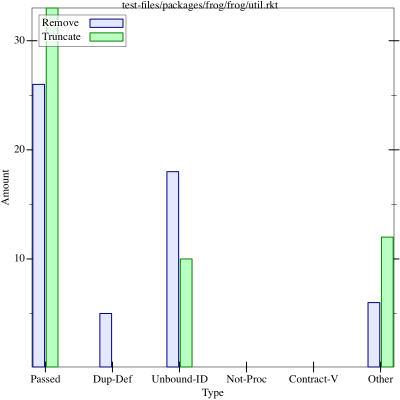 test-files/packages/frog/frog/util.rkt
Remove
Truncate
30
20
10
Amount
Passed Dup-Def Unbound-ID Not-Proc Contract-V Other
Type